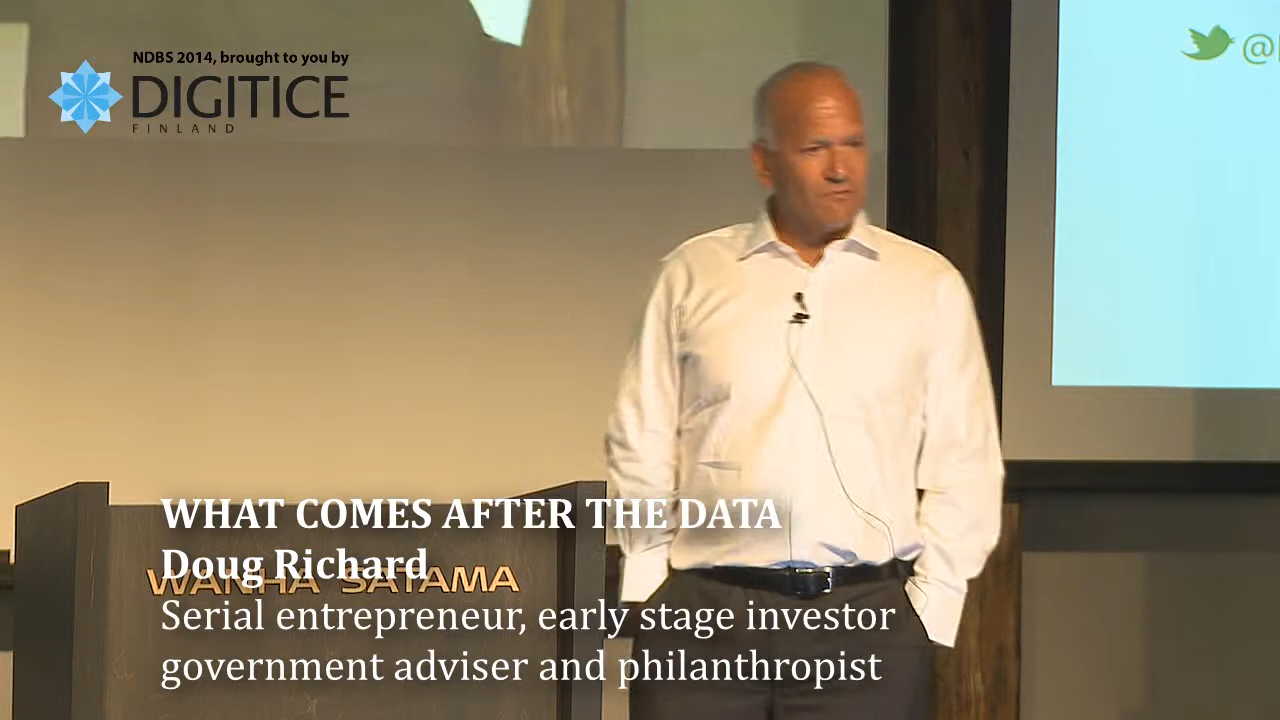 NDBS 2014, brought to you by
DIGITICE
FINLAND
@
WHAT COMES AFTER THE DATA
Doug Richard
WANHA SATAMA
Serial entrepreneur, early stage investor
government adviser and philanthropist